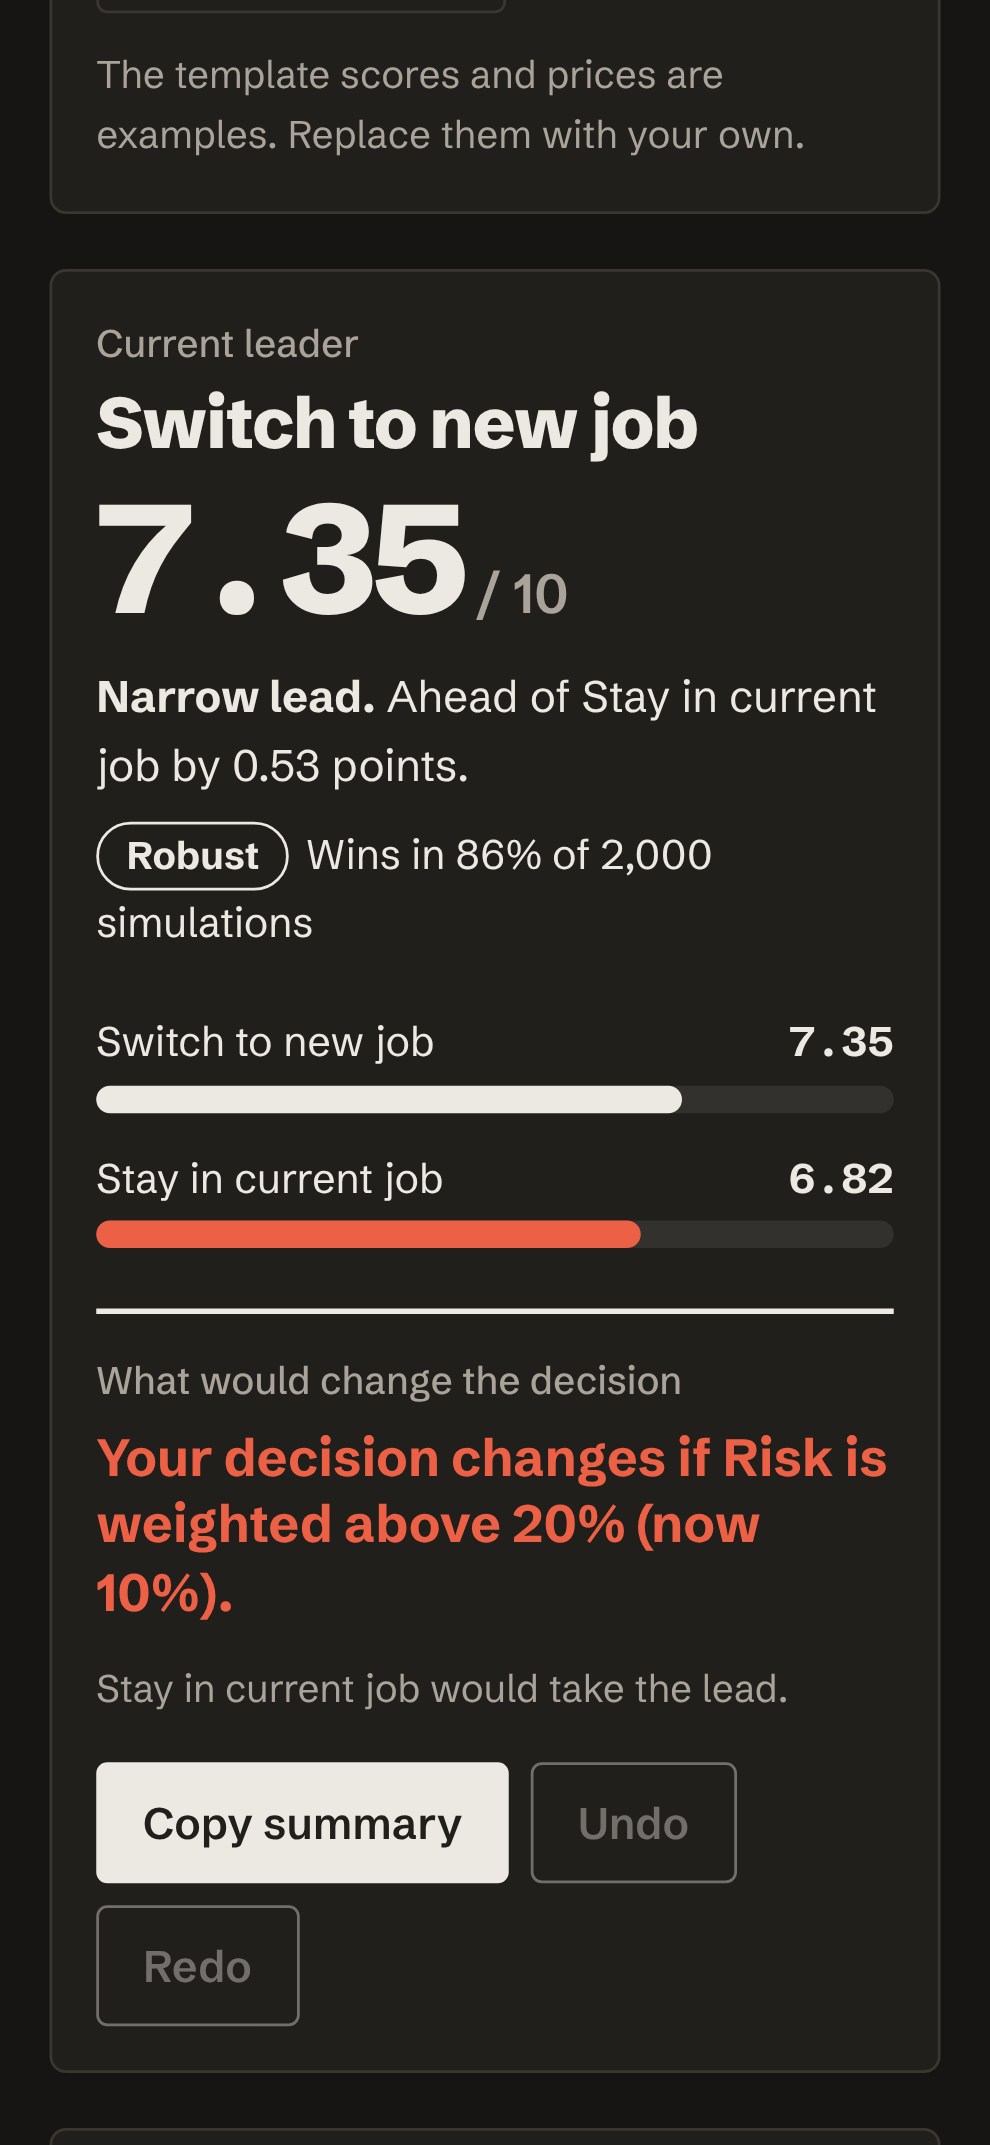 The template scores and prices are
examples. Replace them with your own.
Current leader
Switch to new job
7.35 / 10
Narrow lead. Ahead of Stay in current
job by 0.53 points.
Robust Wins in 86% of 2,000
simulations
Switch to new job 7.35
Stay in current job 6.82
What would change the decision
Your decision changes if Risk is
weighted above 20% (now
10%).
Stay in current job would take the lead.
Copy summary Undo
Redo